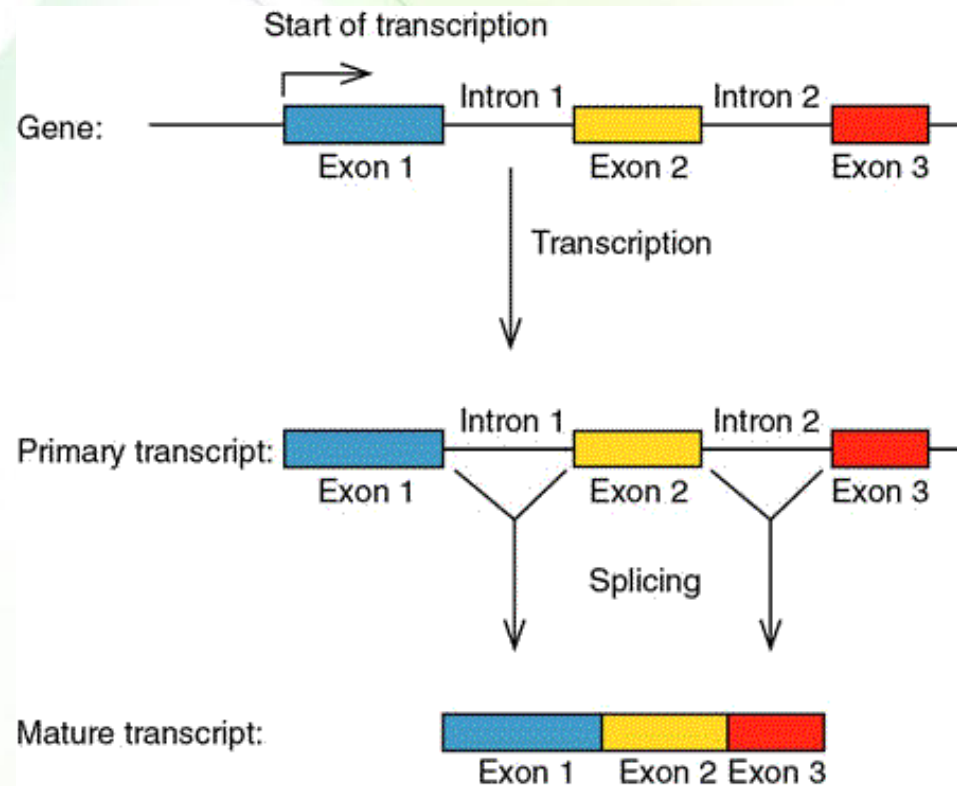 Start of transcription
Intron 1 Intron 2
Gene:
Exon 1 Exon 2 Exon 3
Transcription
Intron 1 Intron 2
Primary transcript:
Exon 1 Exon 2 Exon 3
Splicing
Mature transcript:
Exon 1 Exon 2 Exon 3